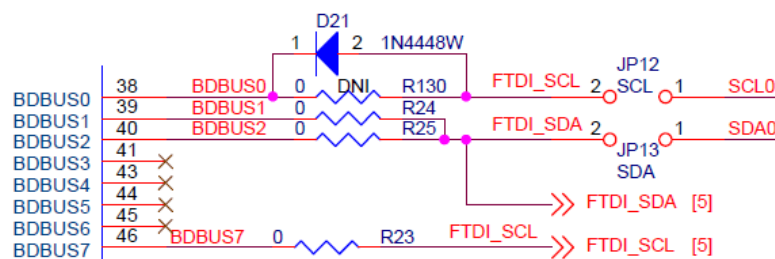 D21
1 2 1N4448W
JP12
38 BDBUS0 0 DNI R130 FTDI_SCL 2 SCL 1 SCL0
BDBUS0
39 BDBUS1 0 R24
BDBUS1
40 BDBUS2 0 R25 FTDI_SDA 2 1 SDA0
BDBUS2
41 JP13
BDBUS3
43 SDA
BDBUS4
44 FTDI_SDA [5]
BDBUS5
45
BDBUS6
46 BDBUS7 0 R23 FTDI_SCL FTDI_SCL [5]
BDBUS7